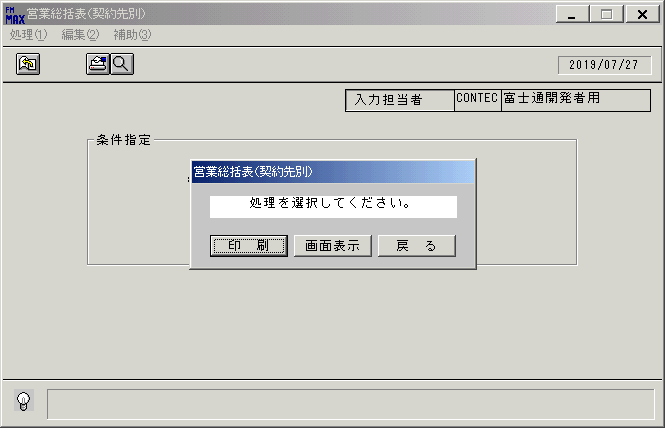 FM MAX 営業総括表(契約先別)
処理(1) 編集(2) 補助(3)
2019/07/27
入力担当者 CONTEC 富士通開発者用
条件指定
営業総括表(契約先別)
処理を選択してください。
印 刷 画面表示 戻 る